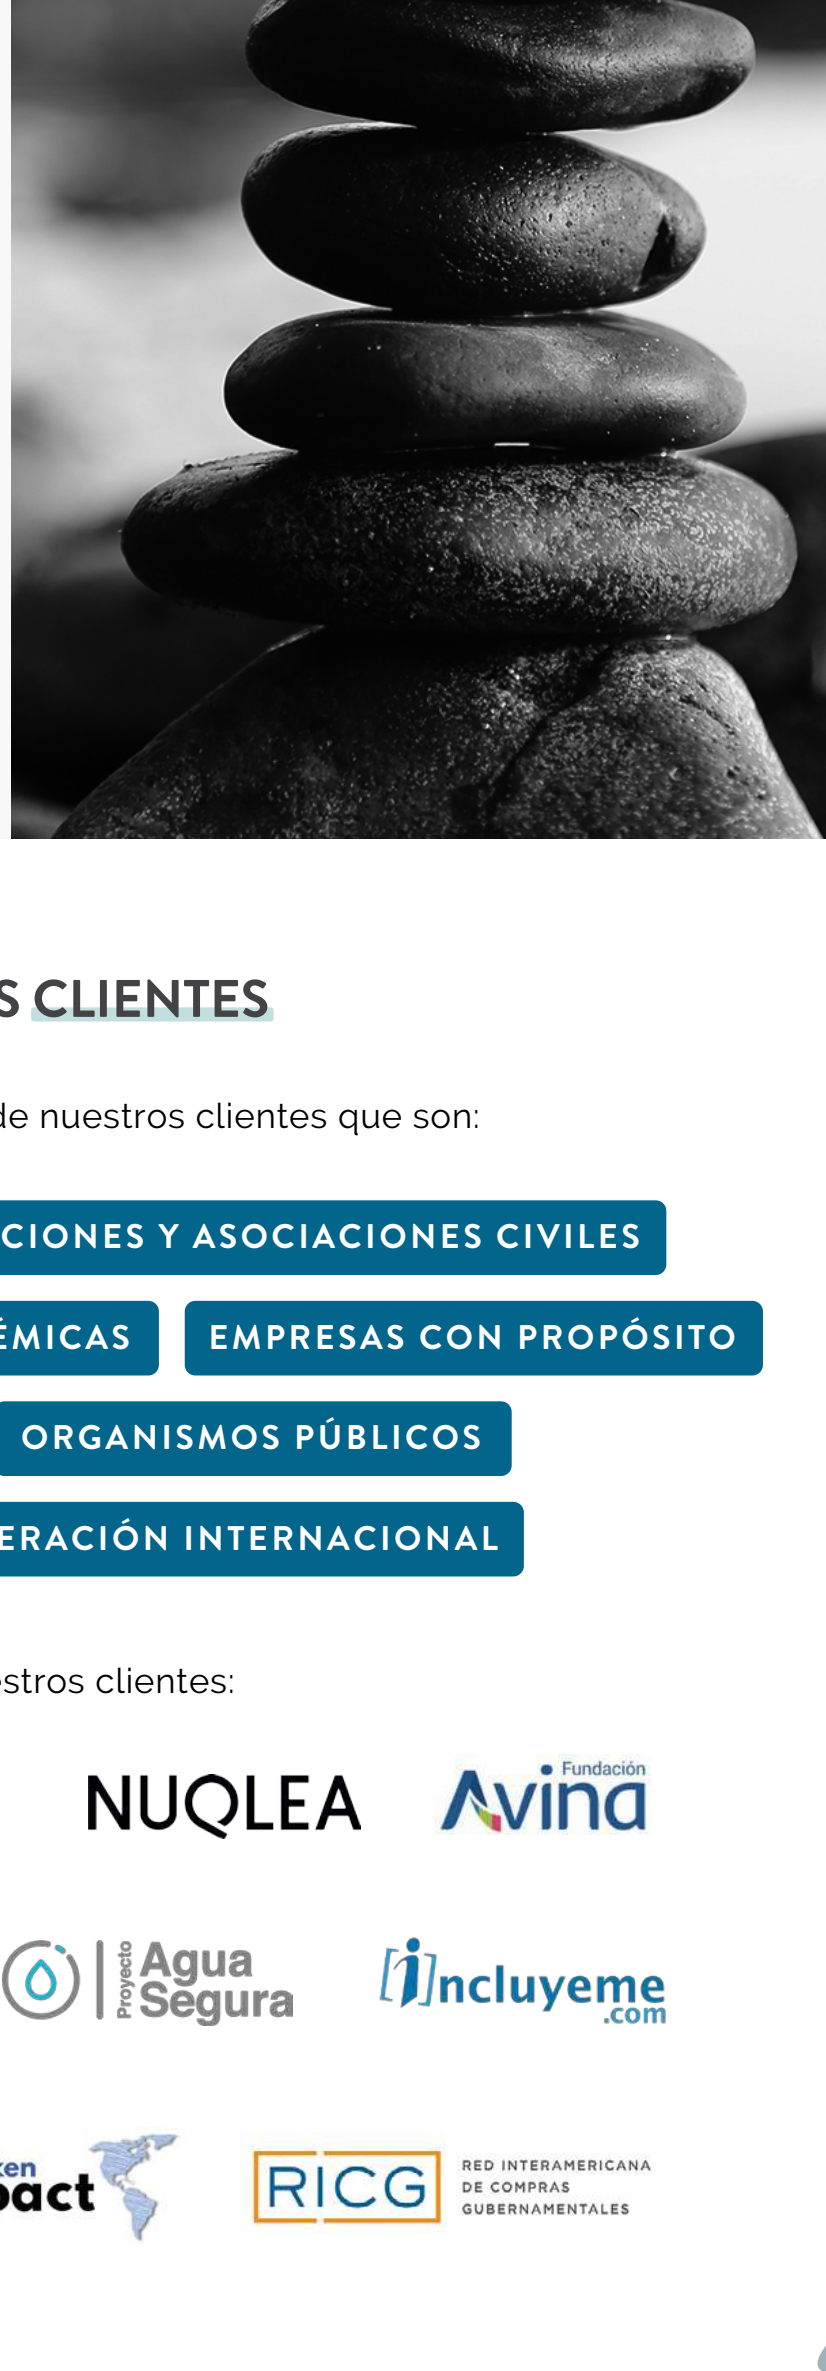 S CLIENTES
de nuestros clientes que son:
CIONES Y ASOCIACIONES CIVILES
ÉMICAS EMPRESAS CON PROPÓSITO
ORGANISMOS PÚBLICOS
ERACIÓN INTERNACIONAL
estros clientes:
NUQLEA
Fundación
Avina
Proyecto
Agua
Segura
incluyeme
.com
ken
pact
RICG
RED INTERAMERICANA
DE COMPRAS
GUBERNAMENTALES